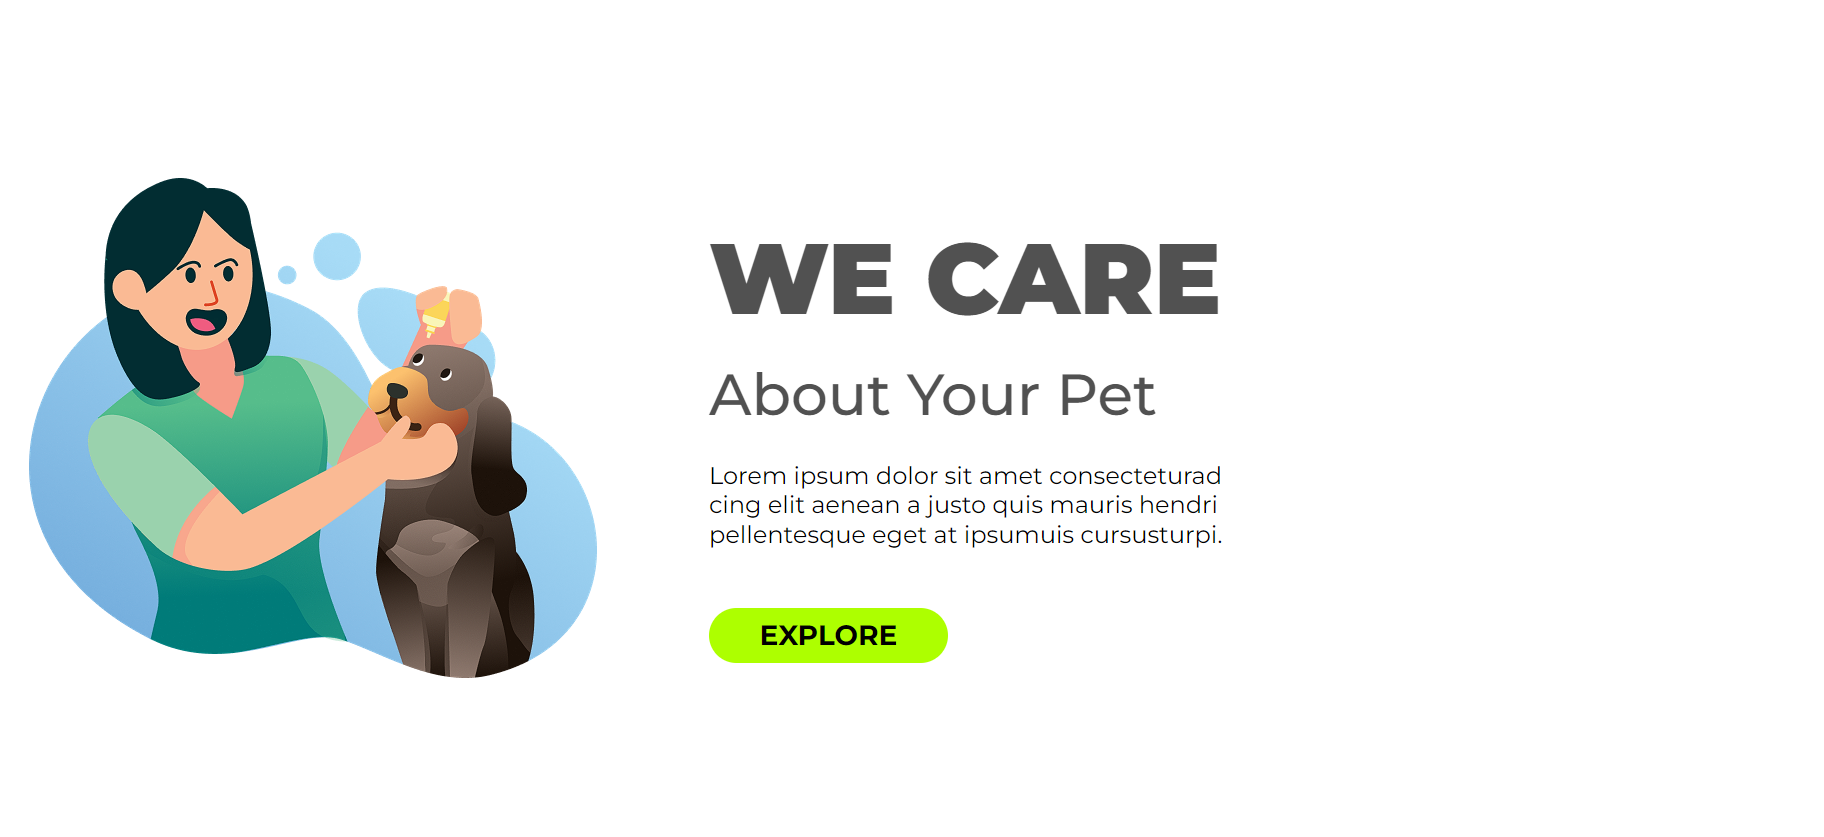 WE CARE
About Your Pet
Lorem ipsum dolor sit amet consecteturad
cing elit aenean a justo quis mauris hendri
pellentesque eget at ipsumuis cursusturpi.
EXPLORE